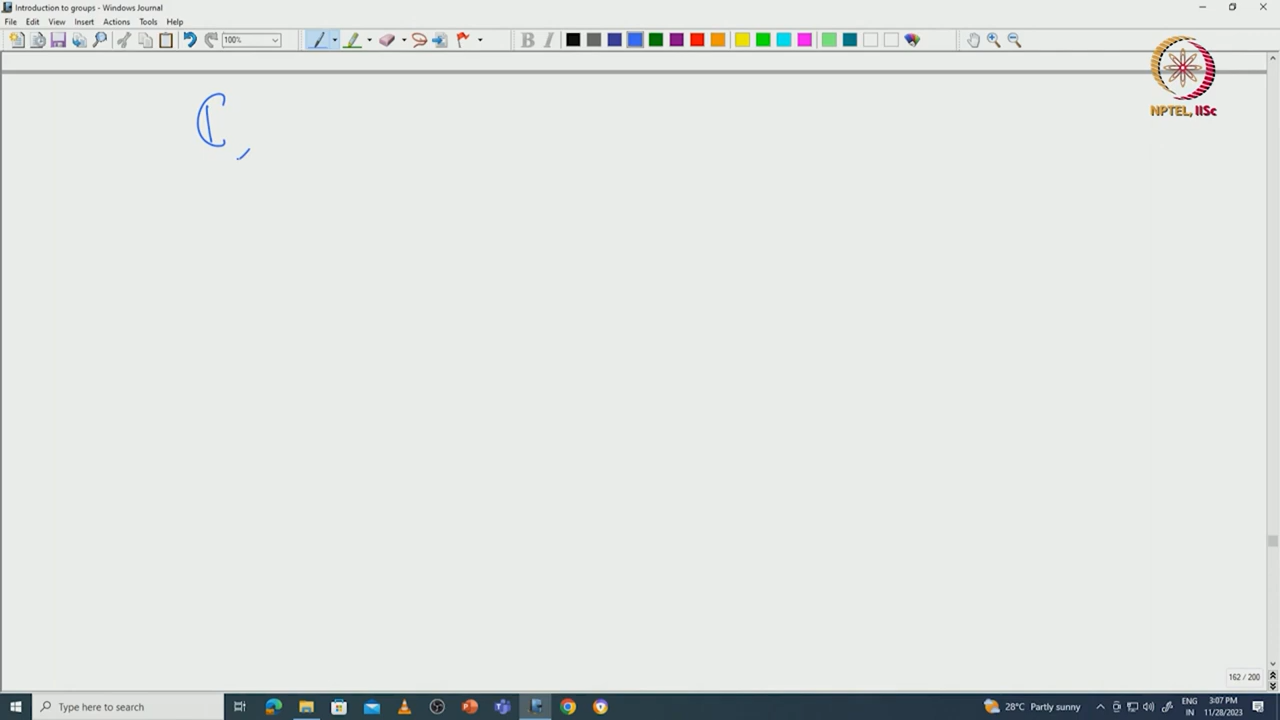 Introduction to groups - Windows Journal
File Edit View Insert Actions Tools Help
100%
B I
NPTEL, IISc
ℂ,
162 / 200
Type here to search
28°C Partly sunny
ENG
IN
3:07 PM
11/28/2023